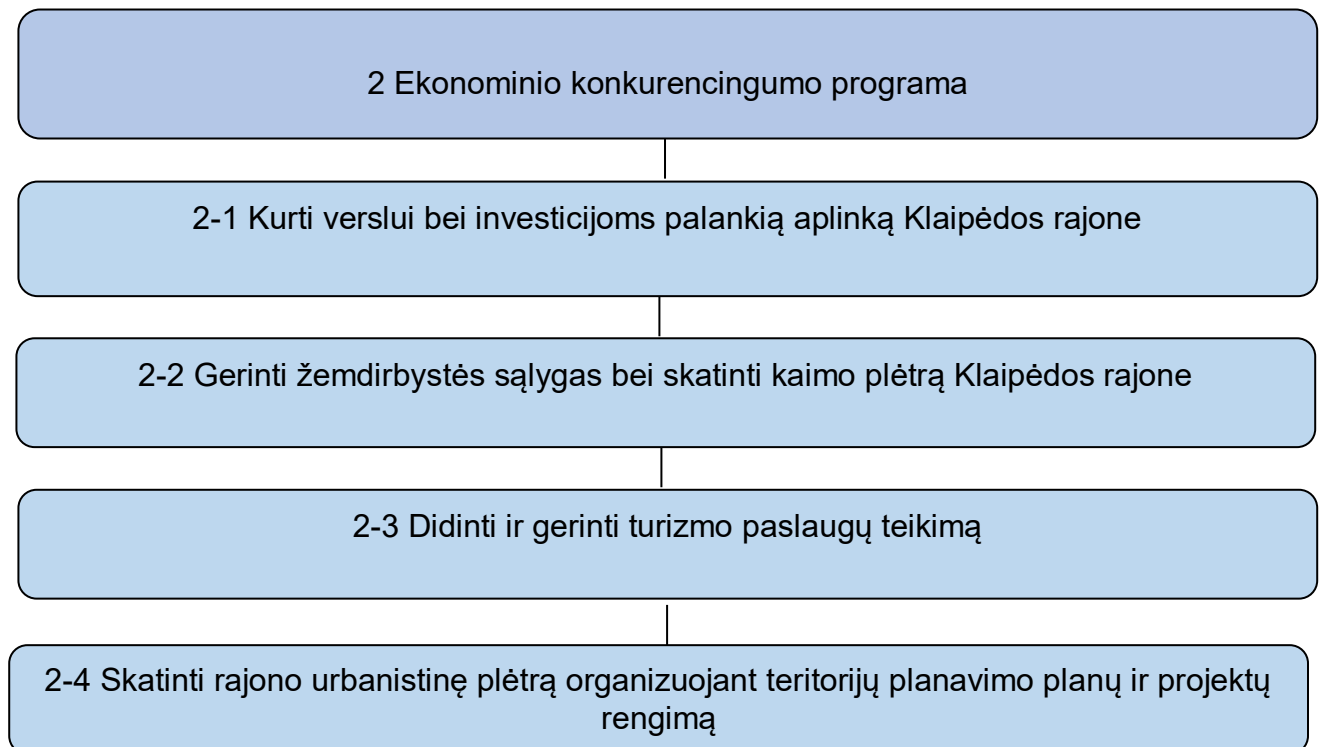 2 Ekonominio konkurencingumo programa
2-1 Kurti verslui bei investicijoms palankią aplinką Klaipėdos rajone
2-2 Gerinti žemdirbystės sąlygas bei skatinti kaimo plėtrą Klaipėdos rajone
2-3 Didinti ir gerinti turizmo paslaugų teikimą
2-4 Skatinti rajono urbanistinę plėtrą organizuojant teritorijų planavimo planų ir projektų
rengimą